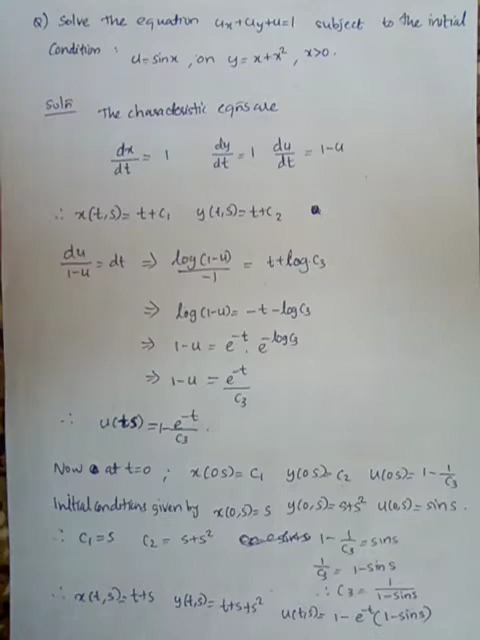 Q) Solve the equation ux+uy+u=1 subject to the initial
Condition : u=sinx, on y=x+x², x>0.
Soln The characteristic eqns are
dx/dt = 1 dy/dt = 1 du/dt = 1-u
∴ x(t,s)= t+c₁ y(t,s)=t+c₂
du/1-u = dt ⇒ log(1-u)/-1 = t+log c₃
⇒ log(1-u)= -t-log c₃
⇒ 1-u = e^-t . e^-log c₃
⇒ 1-u = e^-t/c₃
∴ u(ts)=1-e^-t/c₃ .
Now at t=0 ; x(0s)= c₁ y(0s)=c₂ u(0s)= 1-1/c₃
Initial conditions given by x(0,s)=s y(0,s)=s+s² u(0,s)=sins.
∴ c₁=s c₂ = s+s² 1-1/c₃=sins
1/c₃= 1-sins
∴ c₃= 1/1-sins
∴ x(t,s)=t+s y(t,s)=t+s+s² u(t,s)= 1-e^-t(1-sins)